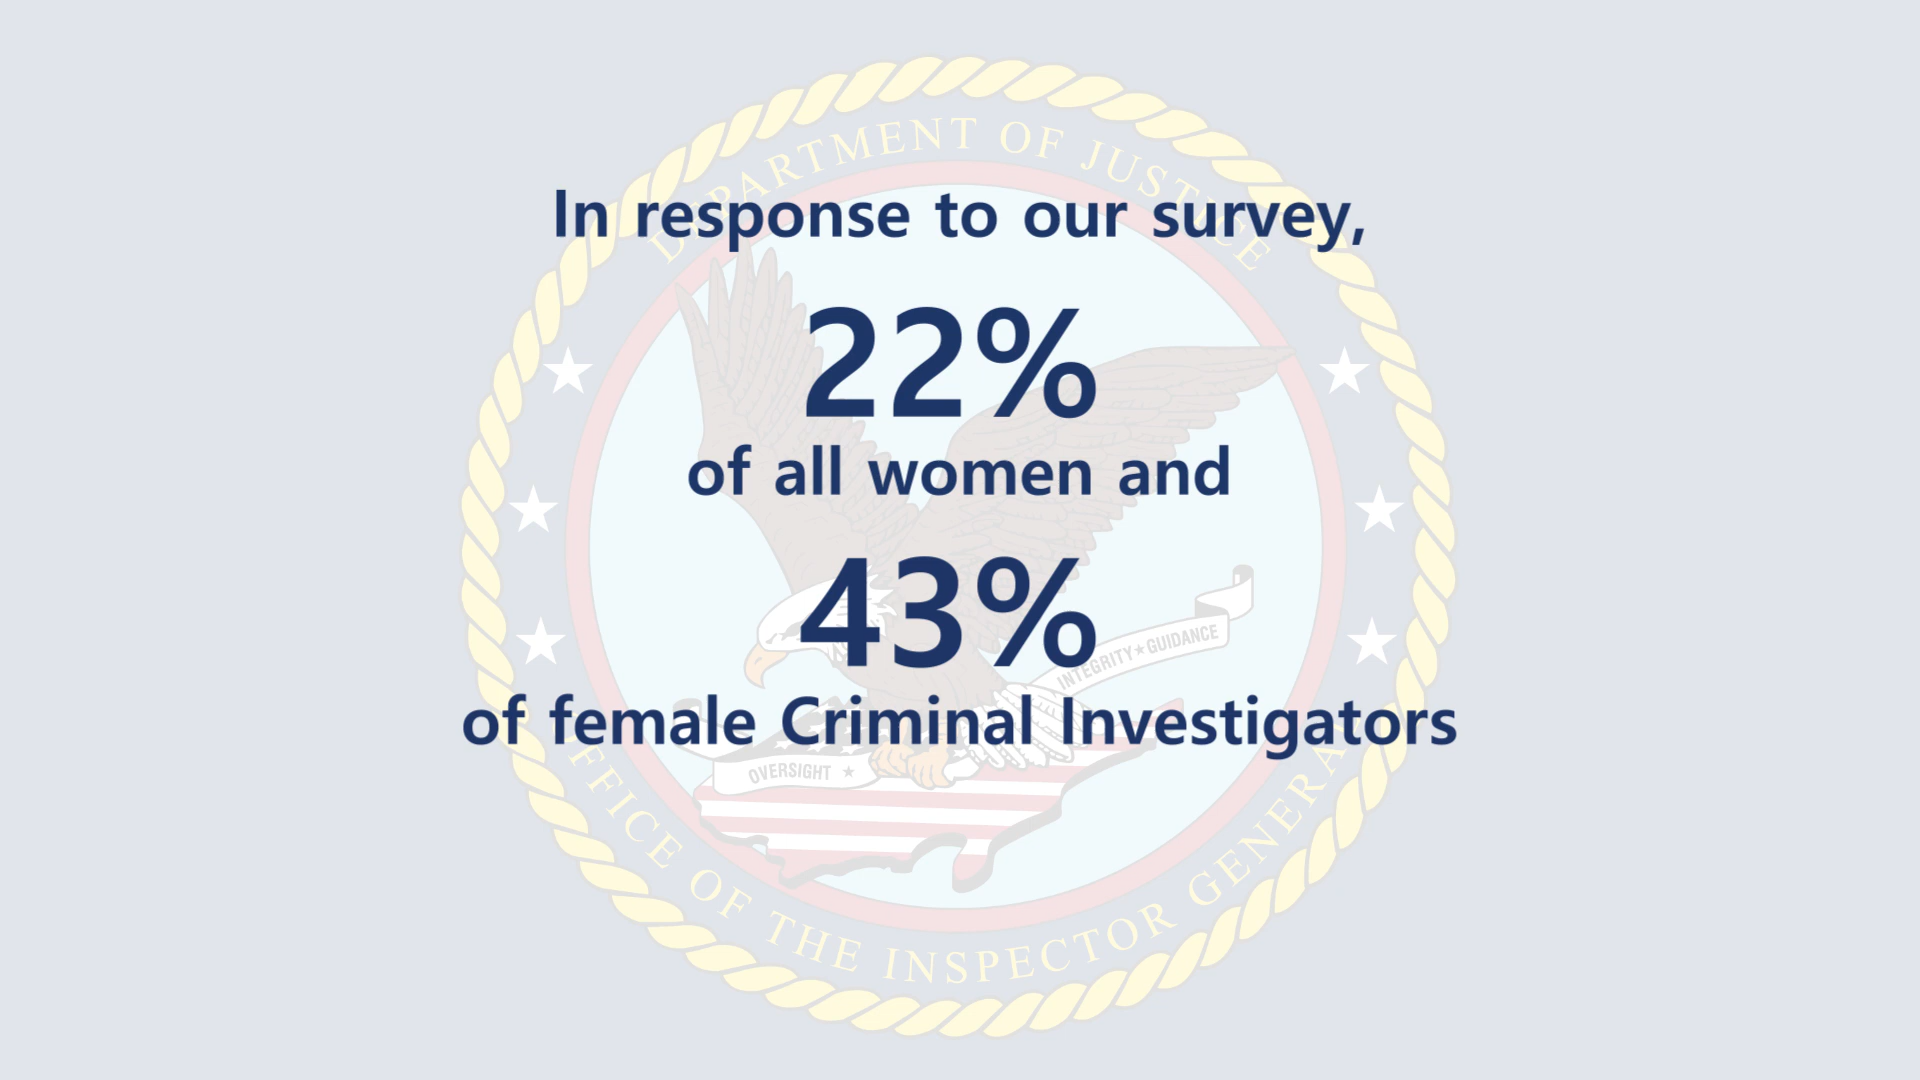 DEPARTMENT OF JUSTICE
In response to our survey,
22%
of all women and
43%
of female Criminal Investigators
INTEGRITY★GUIDANCE
OVERSIGHT ★
OFFICE OF THE INSPECTOR GENERAL